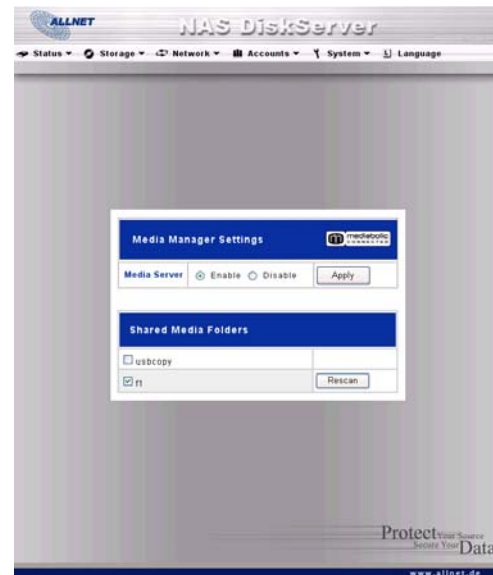 ALLNET
NAS DiskServer
Status Storage Network Accounts System Language
Media Manager Settings
mediabolic
CONNECTED
Media Server Enable Disable Apply
Shared Media Folders
usbcopy
f1 Rescan
Protect Your Source
Secure Your Data
www.allnet.de